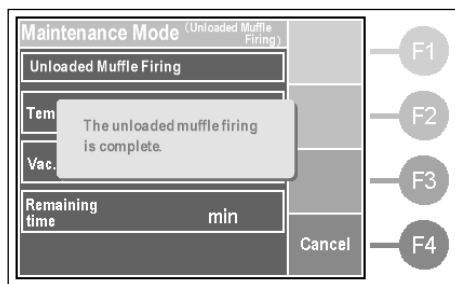 Maintenance Mode (Unloaded Muffle
Firing)
Unloaded Muffle Firing
Tem
The unloaded muffle firing
is complete.
Vac.
Remaining
time
min
Cancel
F1
F2
F3
F4